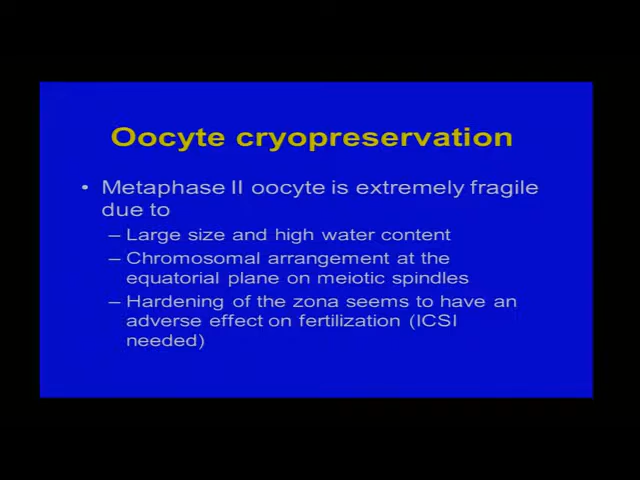 Oocyte cryopreservation
• Metaphase II oocyte is extremely fragile
due to
– Large size and high water content
– Chromosomal arrangement at the
equatorial plane on meiotic spindles
– Hardening of the zona seems to have an
adverse effect on fertilization (ICSI
needed)